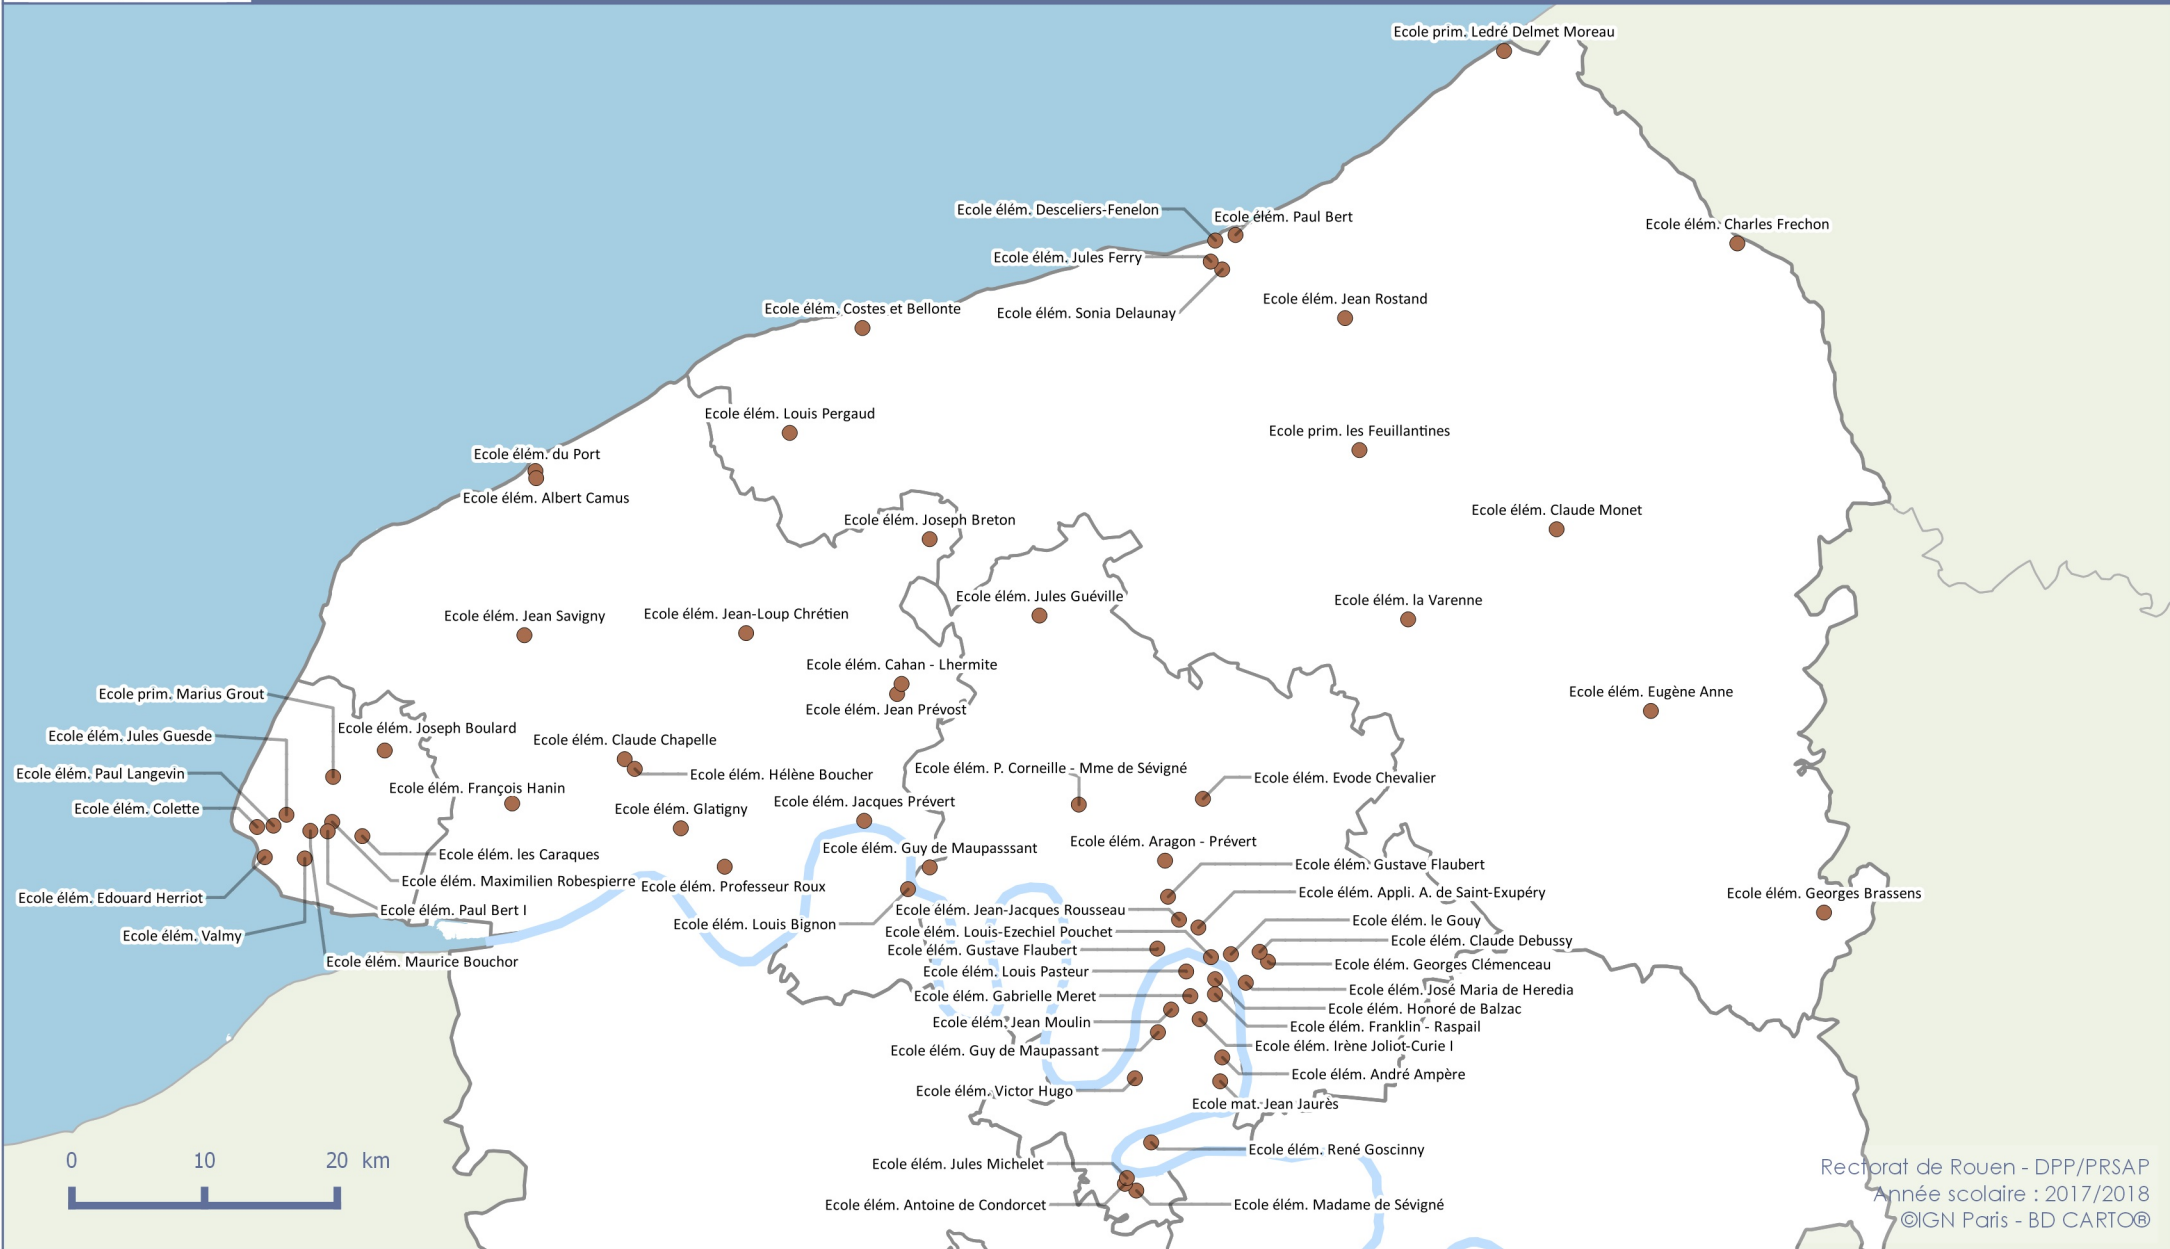 Ecole prim. Ledré Delmet Moreau
Ecole élém. Desceliers-Fenelon
Ecole élém. Paul Bert
Ecole élém. Charles Frechon
Ecole élém. Jules Ferry
Ecole élém. Jean Rostand
Ecole élém. Costes et Bellonte
Ecole élém. Sonia Delaunay
Ecole élém. Louis Pergaud
Ecole prim. les Feuillantines
Ecole élém. du Port
Ecole élém. Albert Camus
Ecole élém. Claude Monet
Ecole élém. Joseph Breton
Ecole élém. Jules Guéville
Ecole élém. la Varenne
Ecole élém. Jean Savigny
Ecole élém. Jean-Loup Chrétien
Ecole élém. Cahan - Lhermite
Ecole prim. Marius Grout
Ecole élém. Eugène Anne
Ecole élém. Jean Prévost
Ecole élém. Joseph Boulard
Ecole élém. Jules Guesde
Ecole élém. Claude Chapelle
Ecole élém. P. Corneille - Mme de Sévigné
Ecole élém. Paul Langevin
Ecole élém. Hélène Boucher
Ecole élém. Evode Chevalier
Ecole élém. François Hanin
Ecole élém. Jacques Prévert
Ecole élém. Colette
Ecole élém. Glatigny
Ecole élém. Aragon - Prévert
Ecole élém. Guy de Maupasssant
Ecole élém. les Caraques
Ecole élém. Gustave Flaubert
Ecole élém. Maximilien Robespierre
Ecole élém. Professeur Roux
Ecole élém. Appli. A. de Saint-Exupéry
Ecole élém. Georges Brassens
Ecole élém. Edouard Herriot
Ecole élém. Paul Bert I
Ecole élém. Jean-Jacques Rousseau
Ecole élém. le Gouy
Ecole élém. Louis Bignon
Ecole élém. Louis-Ezechiel Pouchet
Ecole élém. Valmy
Ecole élém. Claude Debussy
Ecole élém. Gustave Flaubert
Ecole élém. Maurice Bouchor
Ecole élém. Georges Clémenceau
Ecole élém. Louis Pasteur
Ecole élém. José Maria de Heredia
Ecole élém. Gabrielle Meret
Ecole élém. Honoré de Balzac
Ecole élém. Jean Moulin
Ecole élém. Franklin - Raspail
Ecole élém. Irène Joliot-Curie I
Ecole élém. Guy de Maupassant
Ecole élém. André Ampère
Ecole élém. Victor Hugo
Ecole mat. Jean Jaurès
Ecole élém. René Goscinny
Ecole élém. Jules Michelet
Ecole élém. Antoine de Condorcet
Ecole élém. Madame de Sévigné
0 10 20 km
Rectorat de Rouen - DPP/PRSAP
Année scolaire : 2017/2018
©IGN Paris - BD CARTO®